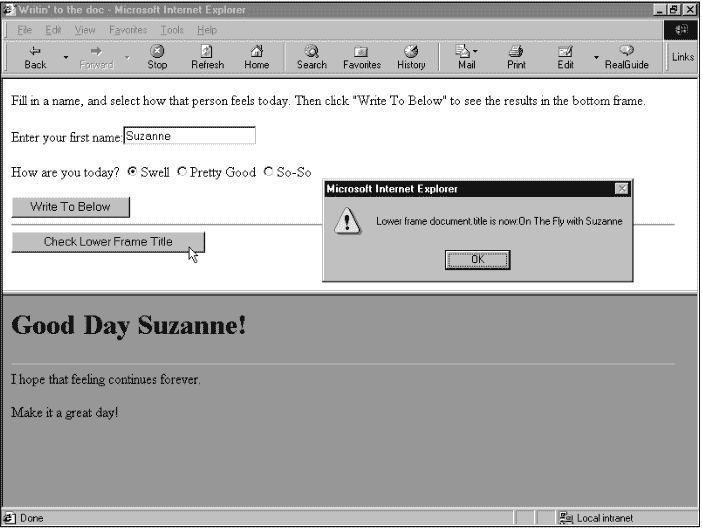 Writin' to the doc - Microsoft Internet Explorer
File Edit View Favorites Tools Help
Back Forward Stop Refresh Home Search Favorites History Mail Print Edit RealGuide Links
Fill in a name, and select how that person feels today. Then click "Write To Below" to see the results in the bottom frame.
Enter your first name: Suzanne
How are you today? Swell Pretty Good So-So
Write To Below
Check Lower Frame Title
Microsoft Internet Explorer
Lower frame document.title is now:On The Fly with Suzanne
OK
Good Day Suzanne!
I hope that feeling continues forever.
Make it a great day!
Done Local intranet